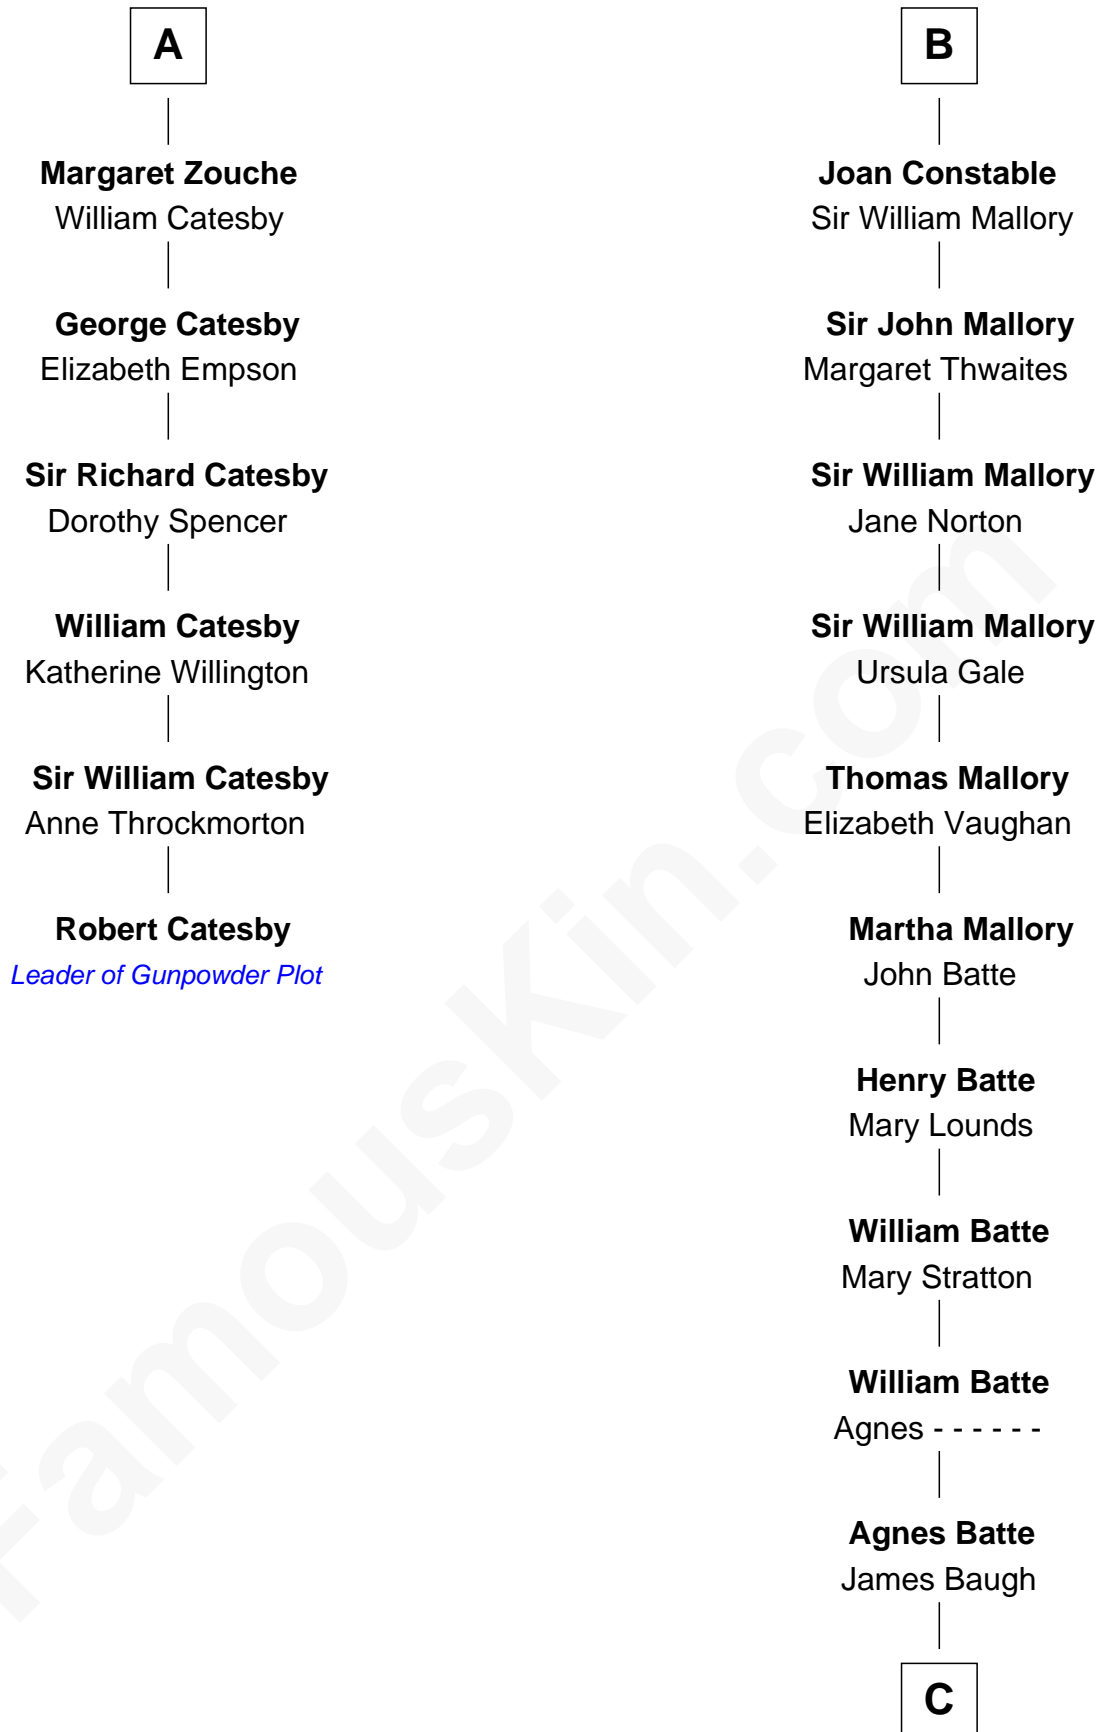 A
Margaret Zouche
William Catesby
George Catesby
Elizabeth Empson
Sir Richard Catesby
Dorothy Spencer
William Catesby
Katherine Willington
Sir William Catesby
Anne Throckmorton
Robert Catesby
Leader of Gunpowder Plot
B
Joan Constable
Sir William Mallory
Sir John Mallory
Margaret Thwaites
Sir William Mallory
Jane Norton
Sir William Mallory
Ursula Gale
Thomas Mallory
Elizabeth Vaughan
Martha Mallory
John Batte
Henry Batte
Mary Lounds
William Batte
Mary Stratton
William Batte
Agnes - - - - - -
Agnes Batte
James Baugh
C
FamousKin.com